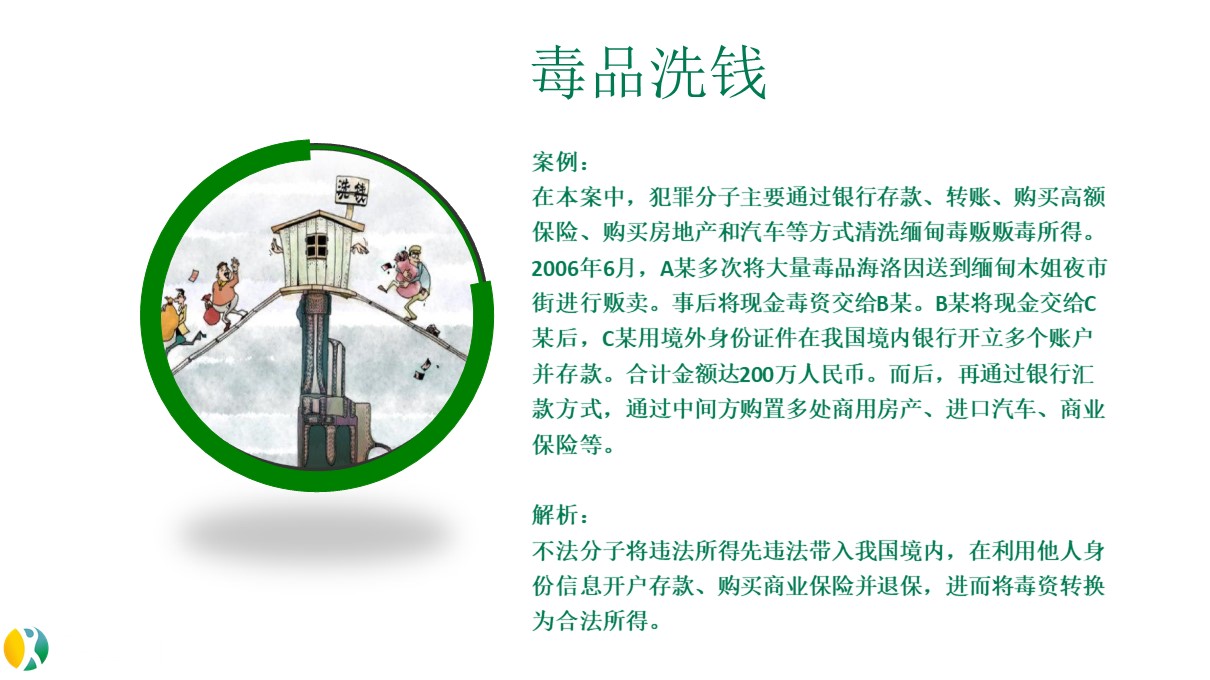 毒品洗钱
洗钱
案例：
在本案中，犯罪分子主要通过银行存款、转账、购买高额
保险、购买房地产和汽车等方式清洗缅甸毒贩贩毒所得。
2006年6月，A某多次将大量毒品海洛因送到缅甸木姐夜市
街进行贩卖。事后将现金毒资交给B某。B某将现金交给C
某后，C某用境外身份证件在我国境内银行开立多个账户
并存款。合计金额达200万人民币。而后，再通过银行汇
款方式，通过中间方购置多处商用房产、进口汽车、商业
保险等。
解析：
不法分子将违法所得先违法带入我国境内，在利用他人身
份信息开户存款、购买商业保险并退保，进而将毒资转换
为合法所得。